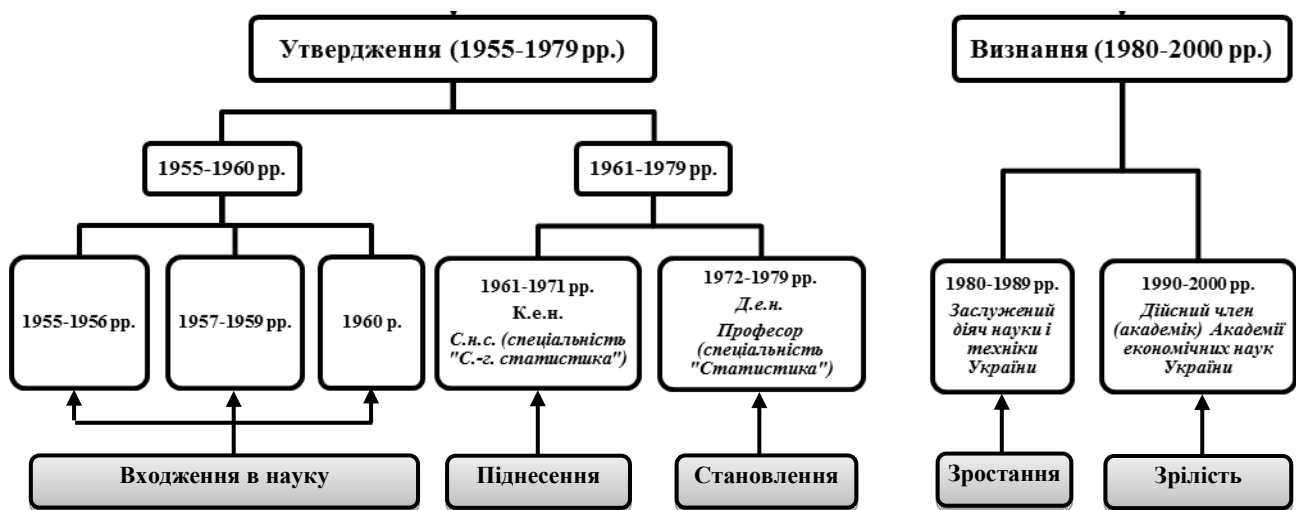 Утвердження (1955-1979 рр.)
Визнання (1980-2000 рр.)
1955-1960 рр.
1961-1979 рр.
1955-1956 рр.
1957-1959 рр.
1960 р.
1961-1971 рр.
К.е.н.
С.н.с. (спеціальність
"С.-г. статистика")
1972-1979 рр.
Д.е.н.
Професор
(спеціальність
"Статистика")
1980-1989 рр.
Заслужений
діяч науки і
техніки
України
1990-2000 рр.
Дійсний член
(академік) Академії
економічних наук
України
Входження в науку
Піднесення
Становлення
Зростання
Зрілість